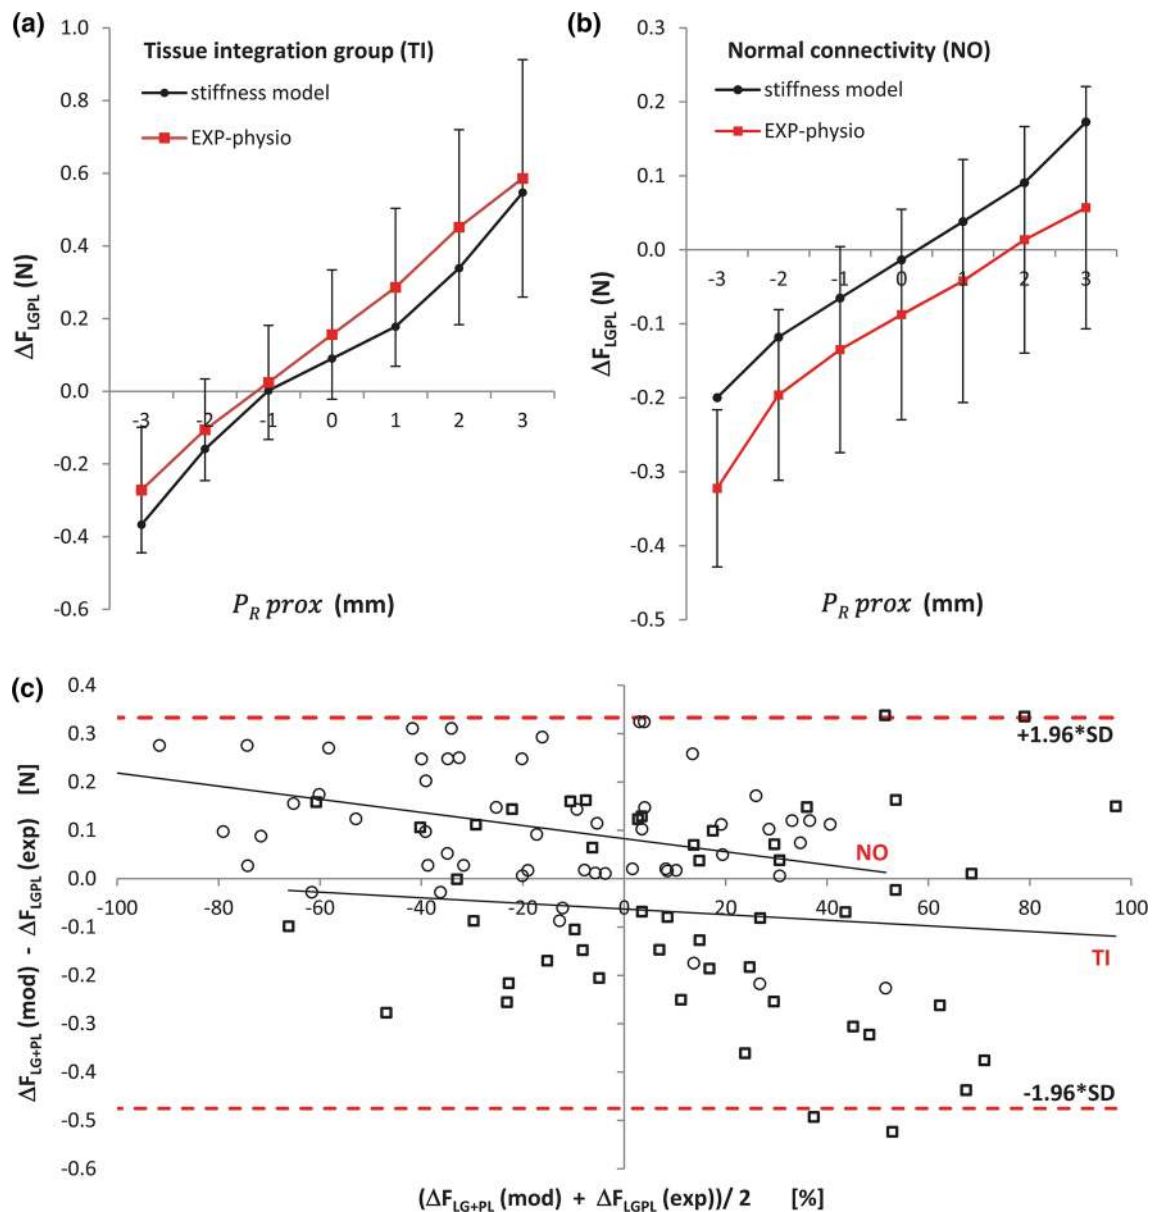 (a)
Tissue integration group (TI)
stiffness model
EXP-physio
1.0
0.8
0.6
0.4
0.2
0.0
-0.2
-0.4
-0.6
-3 -2 -1 0 1 2 3
ΔF_LGPL (N)
P_R prox (mm)
(b)
Normal connectivity (NO)
stiffness model
EXP-physio
0.3
0.2
0.1
0.0
-0.1
-0.2
-0.3
-0.4
-0.5
-3 -2 -1 0 1 2 3
ΔF_LGPL (N)
P_R prox (mm)
(c)
0.4
0.3
0.2
0.1
0.0
-0.1
-0.2
-0.3
-0.4
-0.5
-0.6
-100 -80 -60 -40 -20 0 20 40 60 80 100
+1.96*SD
NO
TI
-1.96*SD
ΔF_LG+PL (mod) - ΔF_LGPL (exp) [N]
(ΔF_LG+PL (mod) + ΔF_LGPL (exp))/ 2 [%]